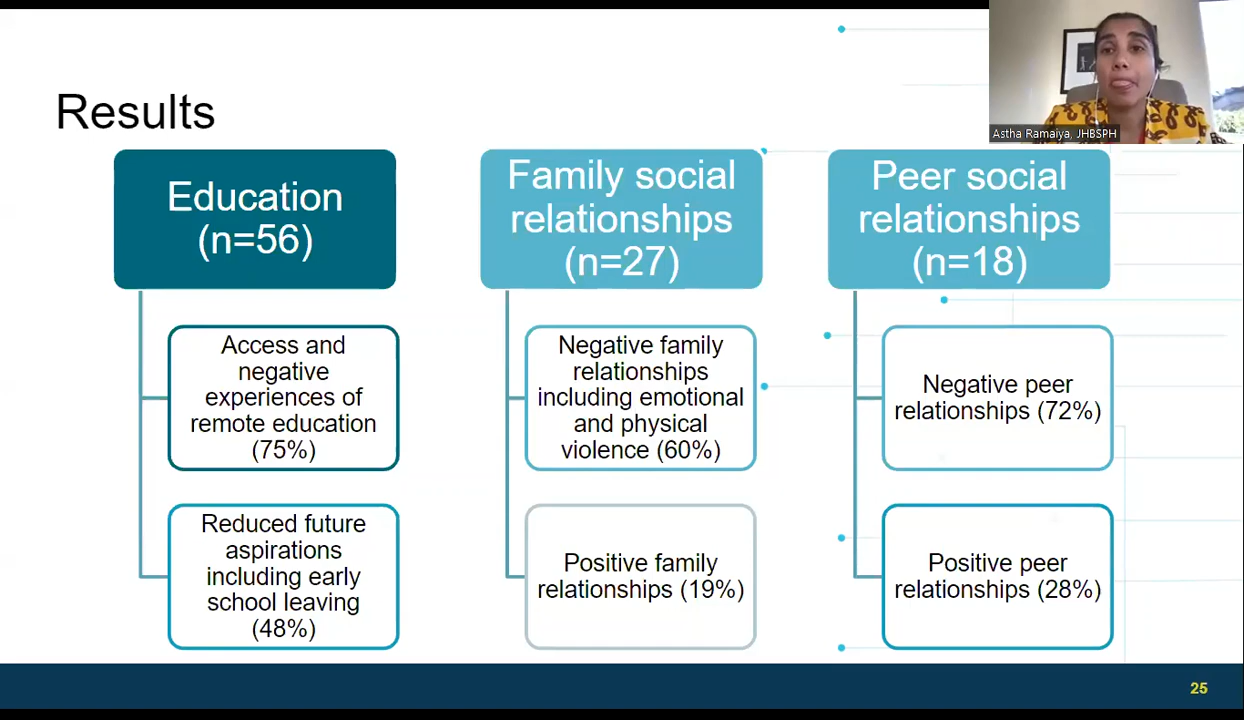 Astha Ramaiya, JHBSPH
Results
Education
(n=56)
Access and
negative
experiences of
remote education
(75%)
Reduced future
aspirations
including early
school leaving
(48%)
Family social
relationships
(n=27)
Negative family
relationships
including emotional
and physical
violence (60%)
Positive family
relationships (19%)
Peer social
relationships
(n=18)
Negative peer
relationships (72%)
Positive peer
relationships (28%)
25